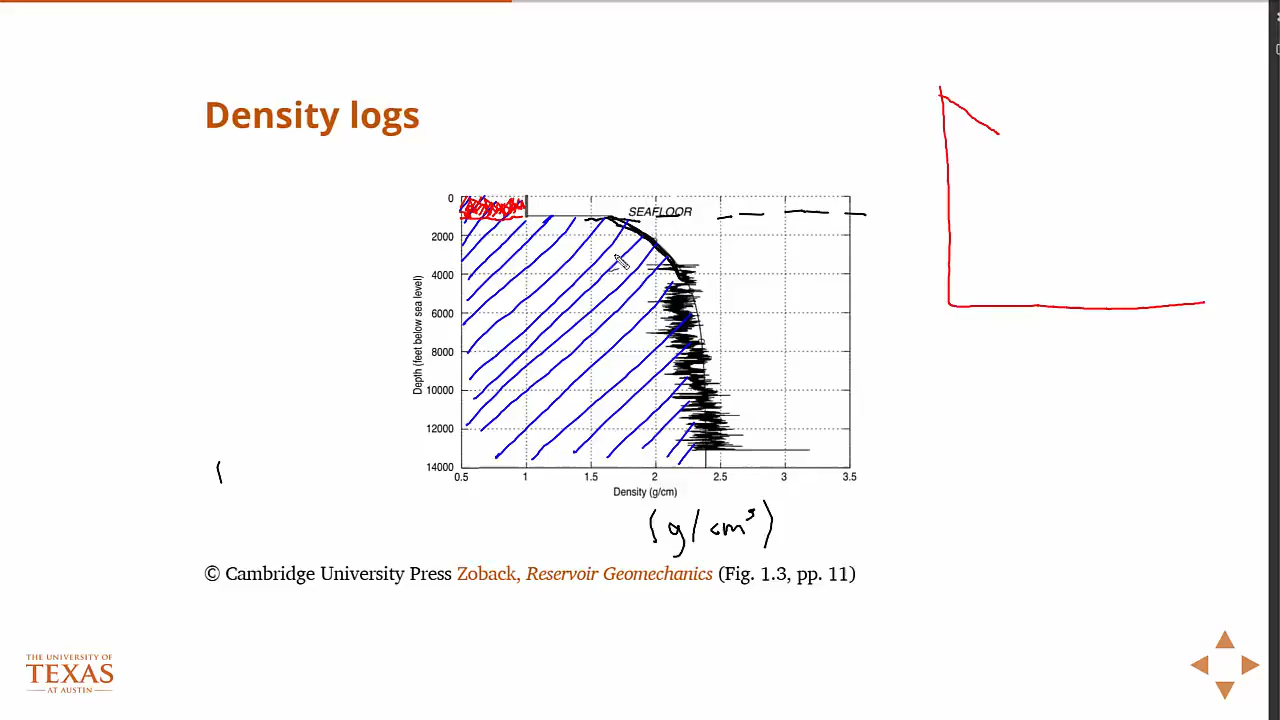 Density logs
0
SEAFLOOR
2000
4000
6000
8000
10000
12000
14000
Depth (feet below sea level)
0.5 1 1.5 2 2.5 3 3.5
Density (g/cm)
(g/cm³)
© Cambridge University Press Zoback, Reservoir Geomechanics (Fig. 1.3, pp. 11)
THE UNIVERSITY OF
TEXAS
AT AUSTIN